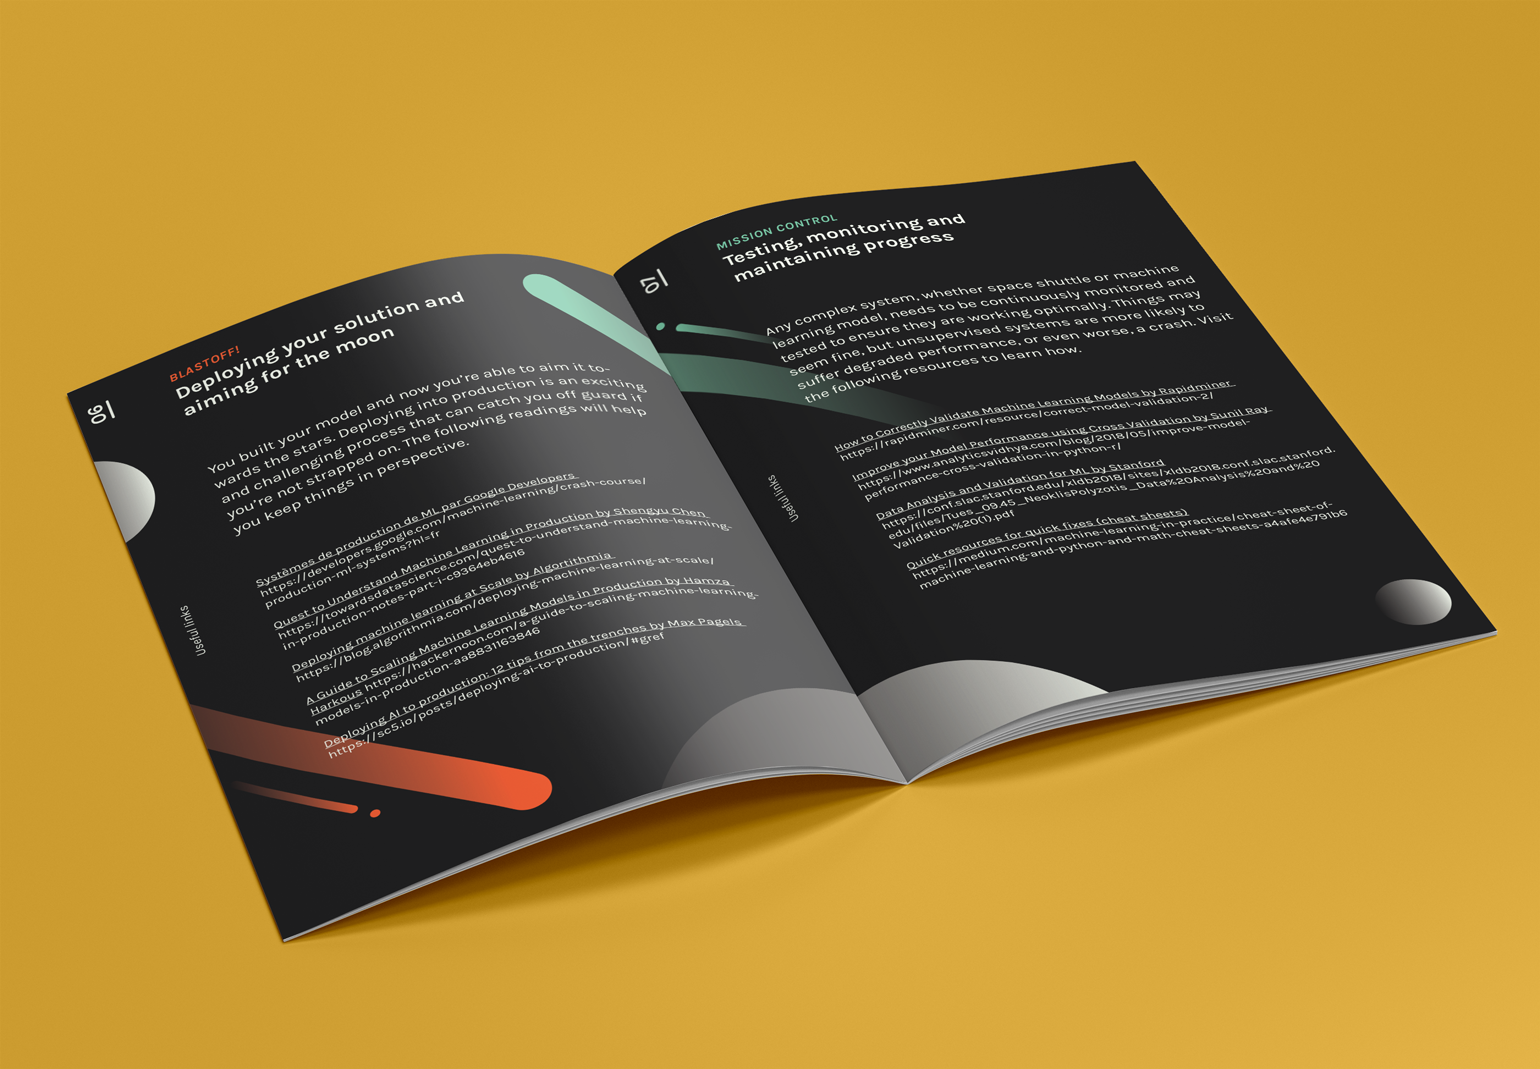 06
BLASTOFF!
Deploying your solution and
aiming for the moon
You built your model and now you're able to aim it to-
wards the stars. Deploying into production is an exciting
and challenging process that can catch you off guard if
you're not strapped on. The following readings will help
you keep things in perspective.
Systèmes de production de ML par Google Developers
https://developers.google.com/machine-learning/crash-course/
production-ml-systems?hl=fr
Quest to Understand Machine Learning in Production by Shengyu Chen
https://towardsdatascience.com/quest-to-understand-machine-learning-
in-production-notes-part-i-c9364eb4616
Deploying machine learning at Scale by Algortithmia
https://blog.algorithmia.com/deploying-machine-learning-at-scale/
A Guide to Scaling Machine Learning Models in Production by Hamza
Harkous https://hackernoon.com/a-guide-to-scaling-machine-learning-
models-in-production-aa8831163846
Deploying AI to production: 12 tips from the trenches by Max Pagels
https://sc5.io/posts/deploying-ai-to-production/#gref
Useful links
MISSION CONTROL
Testing, monitoring and
maintaining progress
Any complex system, whether space shuttle or machine
learning model, needs to be continuously monitored and
tested to ensure they are working optimally. Things may
seem fine, but unsupervised systems are more likely to
suffer degraded performance, or even worse, a crash. Visit
the following resources to learn how.
How to Correctly Validate Machine Learning Models by Rapidminer
https://rapidminer.com/resource/correct-model-validation-2/
Improve your Model Performance using Cross Validation by Sunil Ray
https://www.analyticsvidhya.com/blog/2018/05/improve-model-
performance-cross-validation-in-python-r/
Data Analysis and Validation for ML by Stanford
https://conf.slac.stanford.edu/xldb2018/sites/xldb2018.conf.slac.stanford.
edu/files/Tues_09.45_NeoklisPolyzotis_Data%20Analysis%20and%20
Validation%20(1).pdf
Quick resources for quick fixes (cheat sheets)
https://medium.com/machine-learning-in-practice/cheat-sheet-of-
machine-learning-and-python-and-math-cheat-sheets-a4afe4e791b6
Useful links